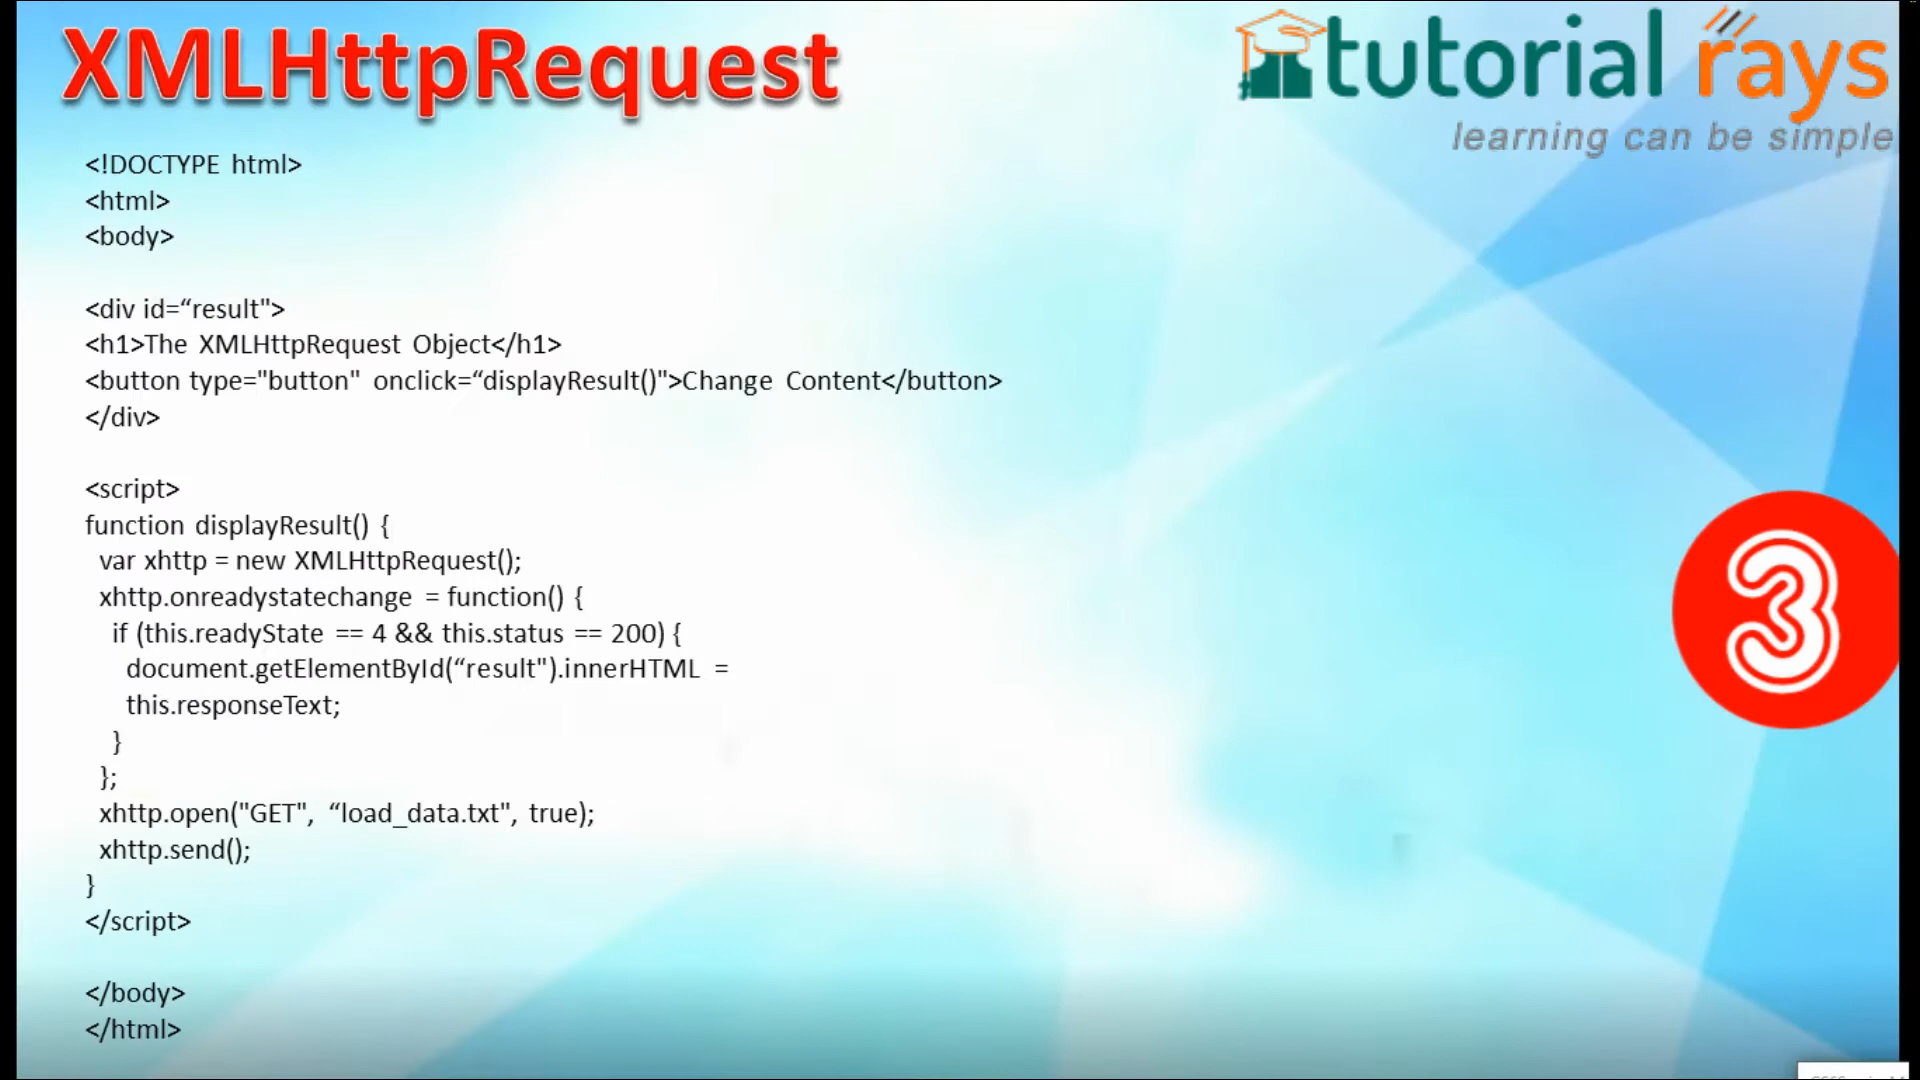 XMLHttpRequest
tutorial rays
learning can be simple
<!DOCTYPE html>
<html>
<body>
<div id=“result">
<h1>The XMLHttpRequest Object</h1>
<button type="button" onclick=“displayResult()">Change Content</button>
</div>
<script>
function displayResult() {
var xhttp = new XMLHttpRequest();
xhttp.onreadystatechange = function() {
if (this.readyState == 4 && this.status == 200) {
document.getElementById(“result").innerHTML =
this.responseText;
}
};
xhttp.open("GET", “load_data.txt", true);
xhttp.send();
}
</script>
</body>
</html>
3